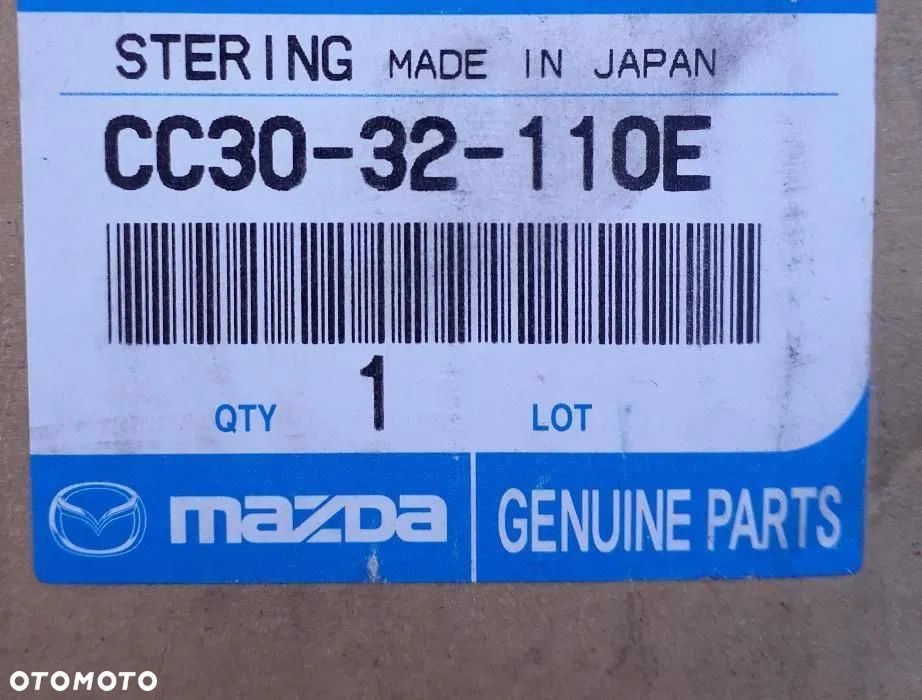 STERING MADE IN JAPAN
CC30-32-110E
QTY 1 LOT
mazda GENUINE PARTS
OTOMOTO